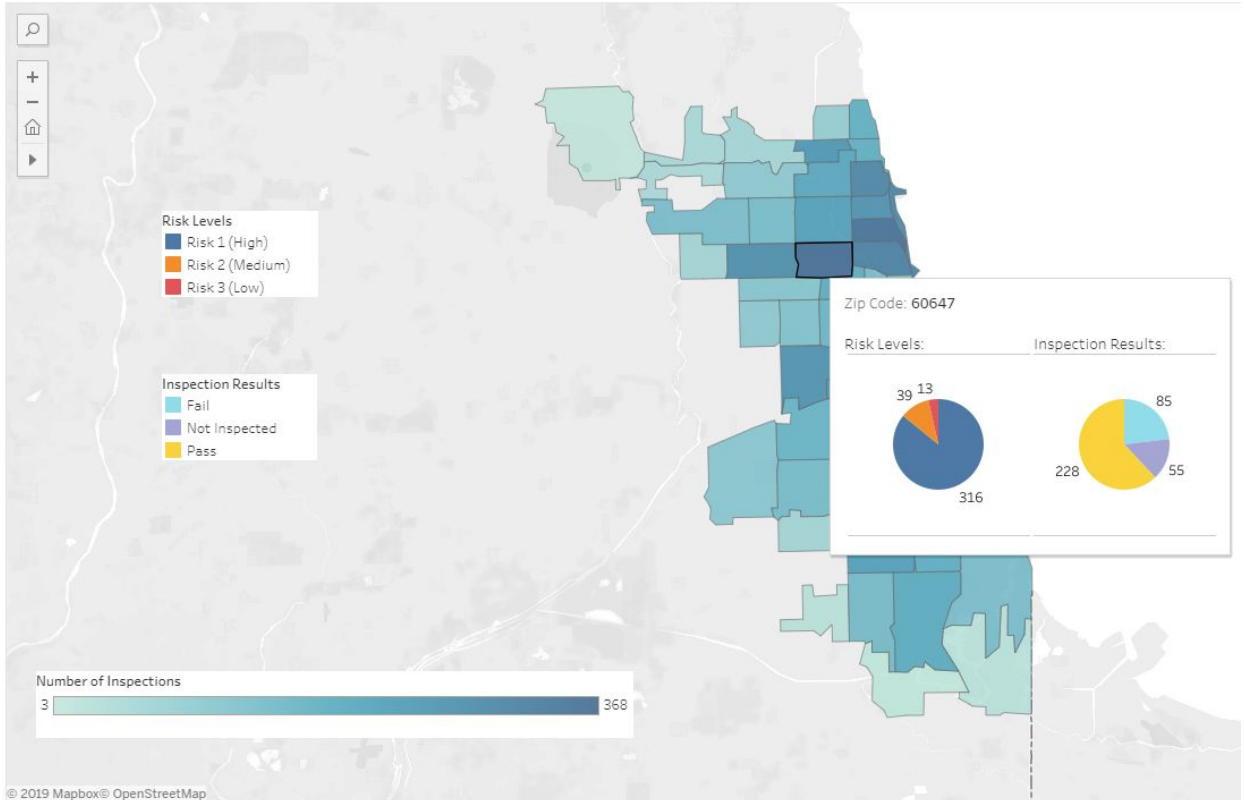 Risk Levels
Risk 1 (High)
Risk 2 (Medium)
Risk 3 (Low)
Inspection Results
Fail
Not Inspected
Pass
Zip Code: 60647
Risk Levels:
Inspection Results:
39 13
316
85
228
55
Number of Inspections
3
368
© 2019 Mapbox© OpenStreetMap